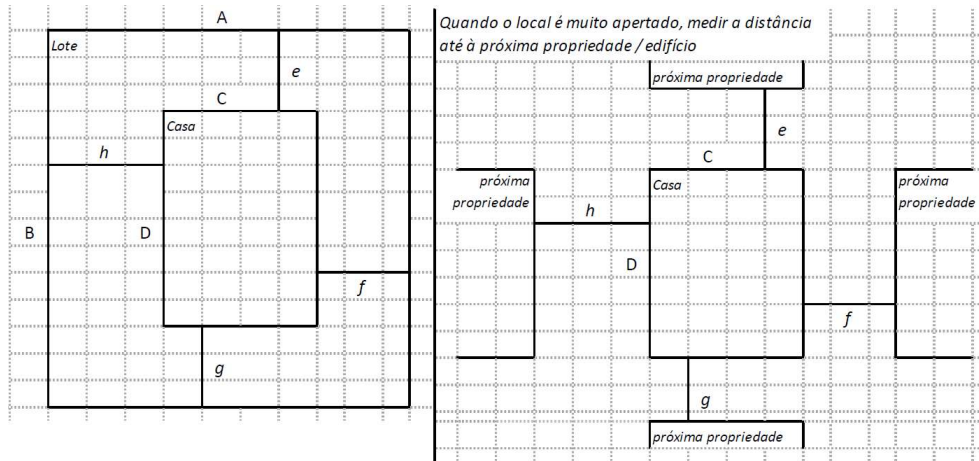 A
Lote
e
C
Casa
h
B
D
f
g
Quando o local é muito apertado, medir a distância
até à próxima propriedade / edifício
próxima propriedade
e
C
próxima
propriedade
Casa
próxima
propriedade
h
D
f
g
próxima propriedade